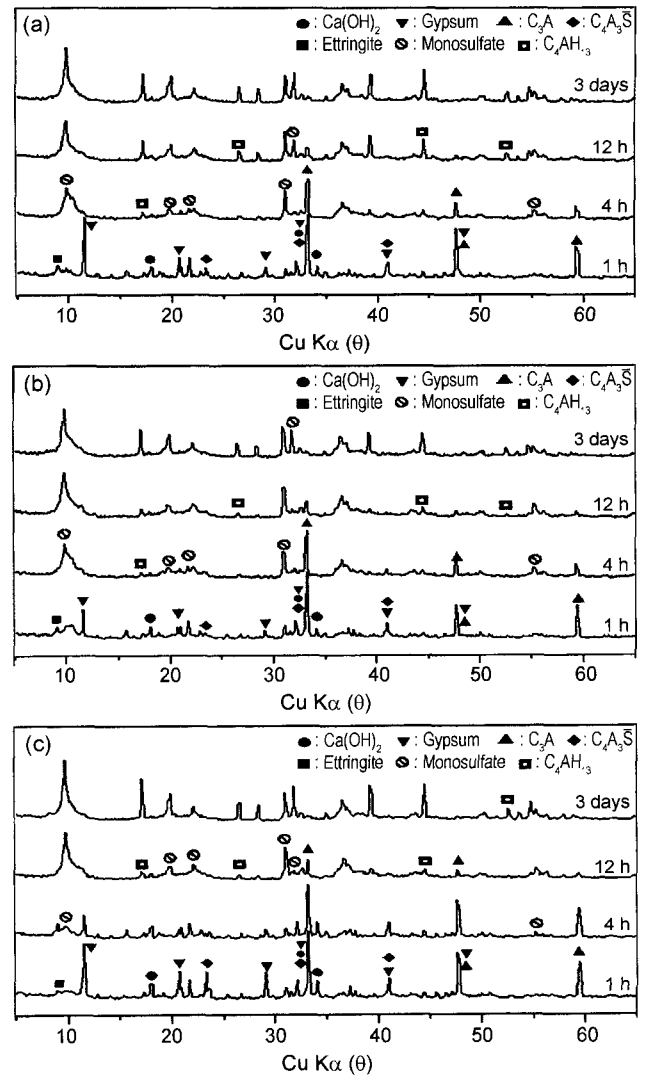 (a)
● : Ca(OH)₂ ▼ : Gypsum ▲ : C₃A ◆ : C₄A₃S̄
■ : Ettringite ⊘ : Monosulfate ◘ : C₄AH₁₃
3 days
12 h
4 h
1 h
10 20 30 40 50 60
Cu Kα (θ)
(b)
● : Ca(OH)₂ ▼ : Gypsum ▲ : C₃A ◆ : C₄A₃S̄
■ : Ettringite ⊘ : Monosulfate ◘ : C₄AH₁₃
3 days
12 h
4 h
1 h
10 20 30 40 50 60
Cu Kα (θ)
(c)
● : Ca(OH)₂ ▼ : Gypsum ▲ : C₃A ◆ : C₄A₃S̄
■ : Ettringite ⊘ : Monosulfate ◘ : C₄AH₁₃
3 days
12 h
4 h
1 h
10 20 30 40 50 60
Cu Kα (θ)